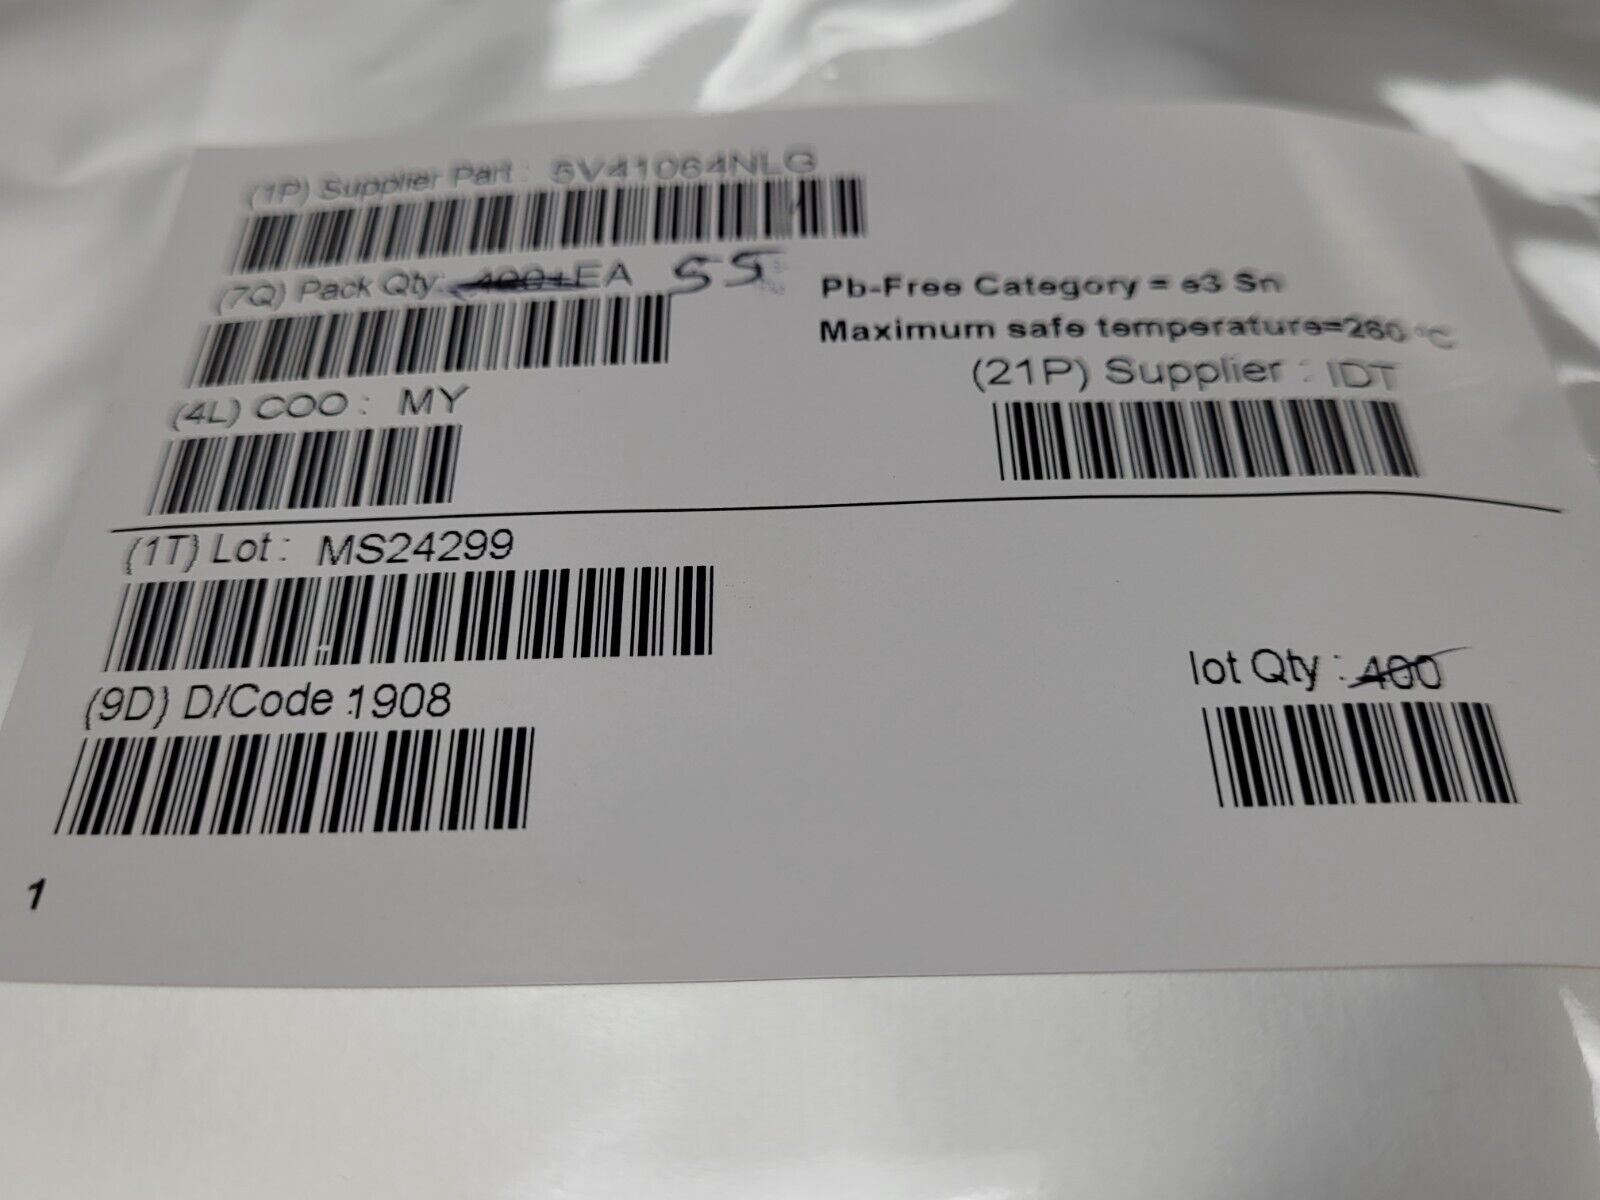 (1P) Supplier Part : 5V41064NLG
(7Q) Pack Qty: 400+EA 55
Pb-Free Category = e3 Sn
Maximum safe temperature=260 °C
(4L) COO : MY
(21P) Supplier : IDT
(1T) Lot : MS24299
(9D) D/Code :1908
lot Qty : 400
1